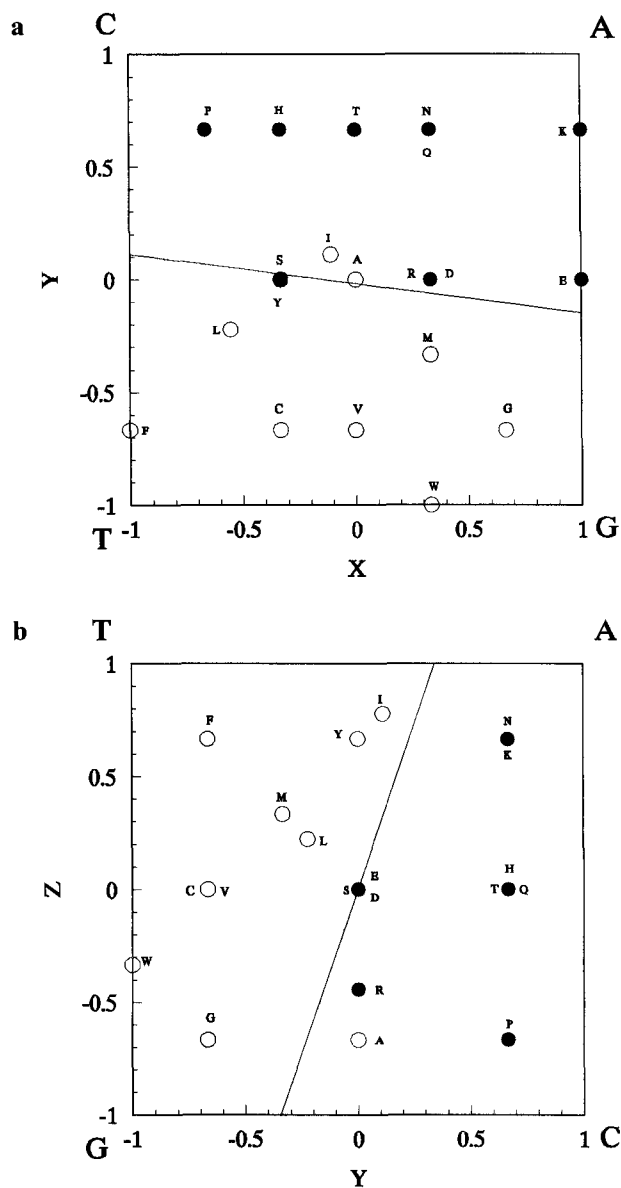 a C A
1
P H T N K
Q
0.5
I
S A R D
Y 0 E
Y
L M
-0.5
C V G
F
W
-1
T -1 -0.5 0 0.5 1 G
X
b T A
1
I
F Y N
K
0.5
M
L
H
Z 0 C V S E T Q
D
W
-0.5 R
G A P
-1
G -1 -0.5 0 0.5 1 C
Y